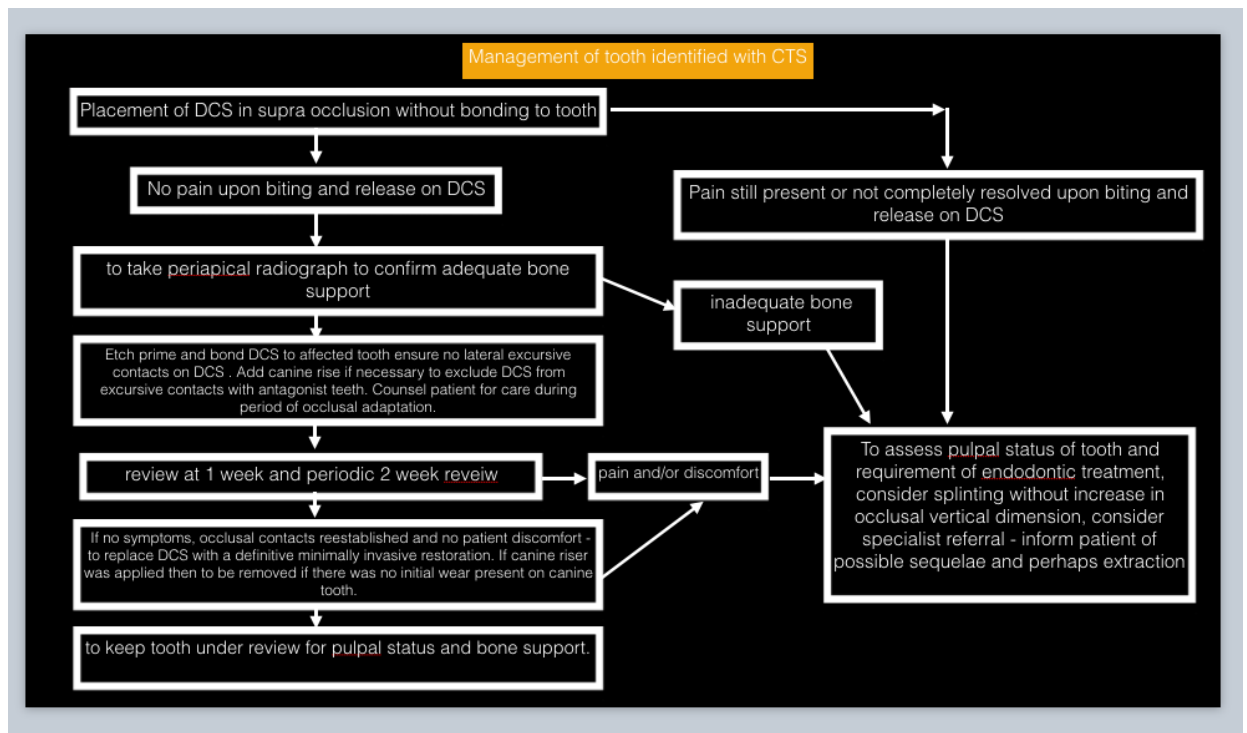 Management of tooth identified with CTS
Placement of DCS in supra occlusion without bonding to tooth
No pain upon biting and release on DCS
Pain still present or not completely resolved upon biting and
release on DCS
to take periapical radiograph to confirm adequate bone
support
inadequate bone
support
Etch prime and bond DCS to affected tooth ensure no lateral excursive
contacts on DCS . Add canine rise if necessary to exclude DCS from
excursive contacts with antagonist teeth. Counsel patient for care during
period of occlusal adaptation.
review at 1 week and periodic 2 week reveiw
pain and/or discomfort
To assess pulpal status of tooth and
requirement of endodontic treatment,
consider splinting without increase in
occlusal vertical dimension, consider
specialist referral - inform patient of
possible sequelae and perhaps extraction
If no symptoms, occlusal contacts reestablished and no patient discomfort -
to replace DCS with a definitive minimally invasive restoration. If canine riser
was applied then to be removed if there was no initial wear present on canine
tooth.
to keep tooth under review for pulpal status and bone support.